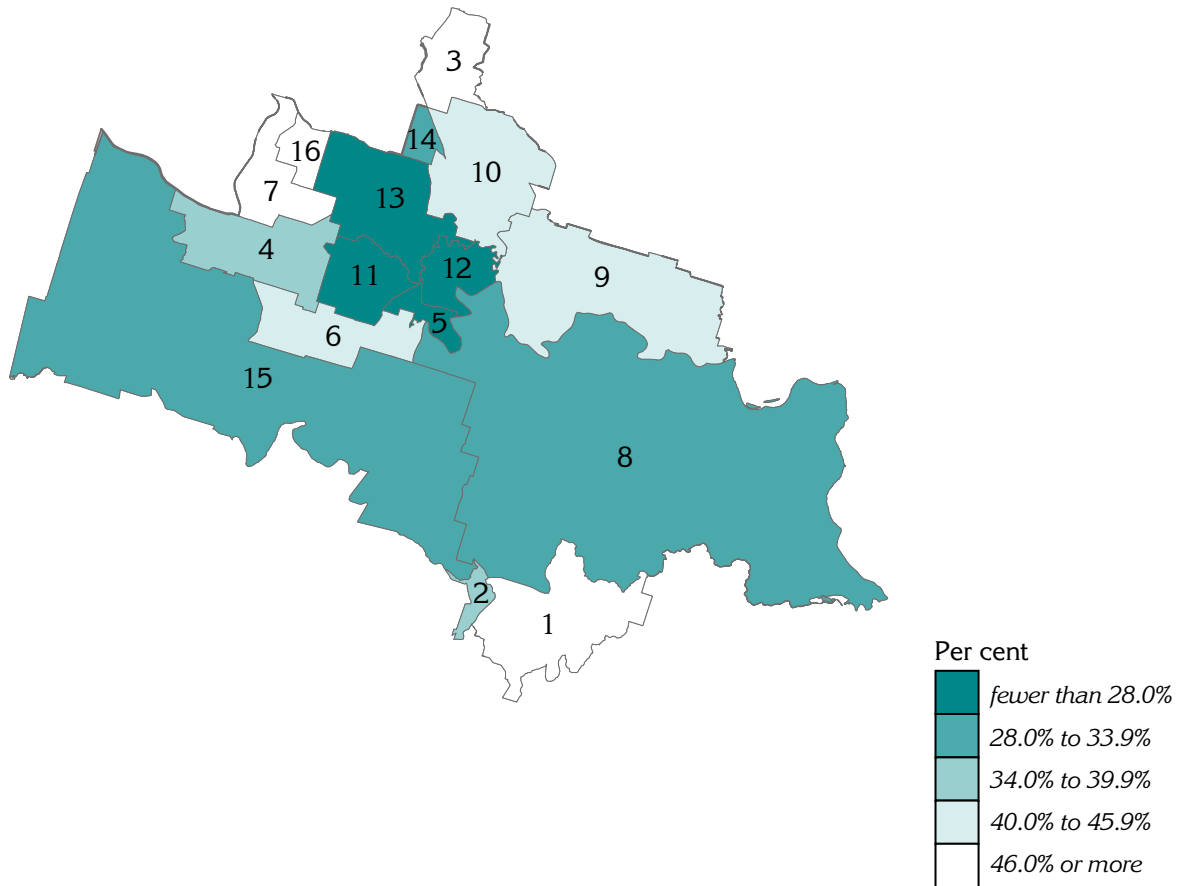 3
14
16
10
7
13
4
12
11
9
5
6
15
8
2
1
Per cent
fewer than 28.0%
28.0% to 33.9%
34.0% to 39.9%
40.0% to 45.9%
46.0% or more